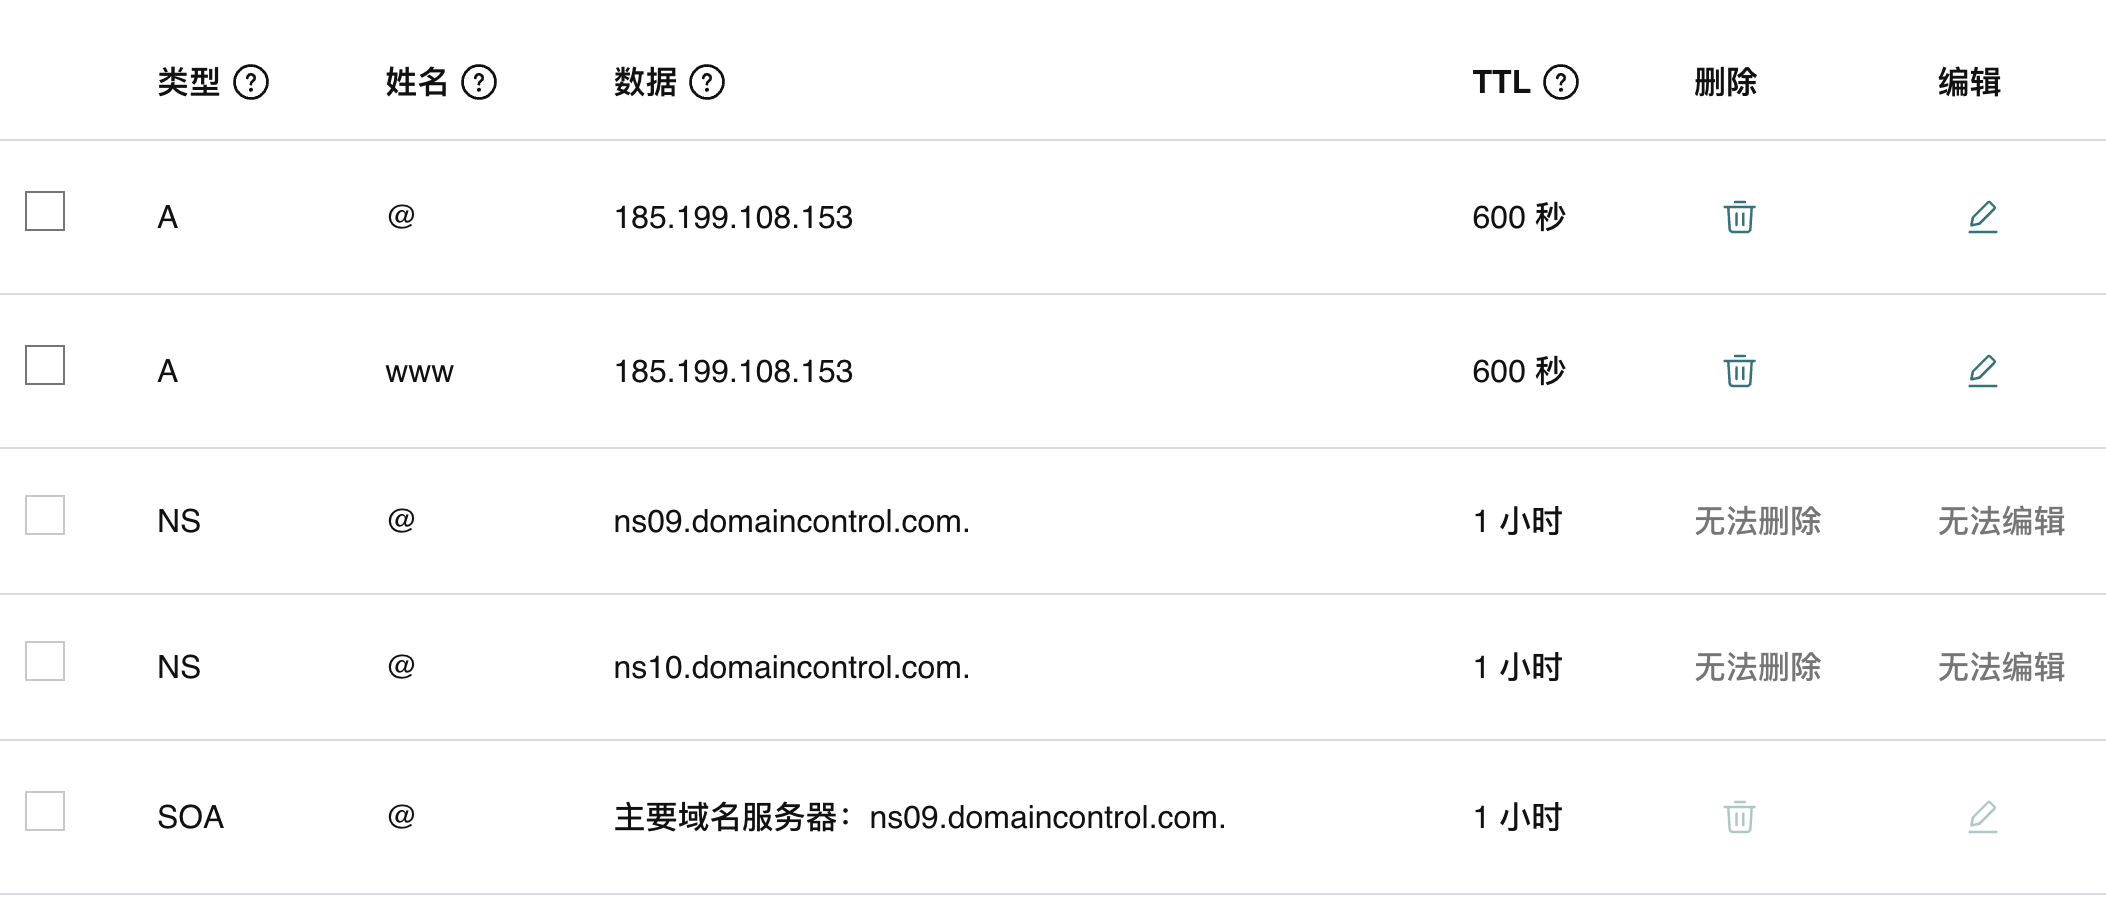 类型 ? 姓名 ? 数据 ? TTL ? 删除 编辑
A @ 185.199.108.153 600 秒
A www 185.199.108.153 600 秒
NS @ ns09.domaincontrol.com. 1 小时 无法删除 无法编辑
NS @ ns10.domaincontrol.com. 1 小时 无法删除 无法编辑
SOA @ 主要域名服务器：ns09.domaincontrol.com. 1 小时